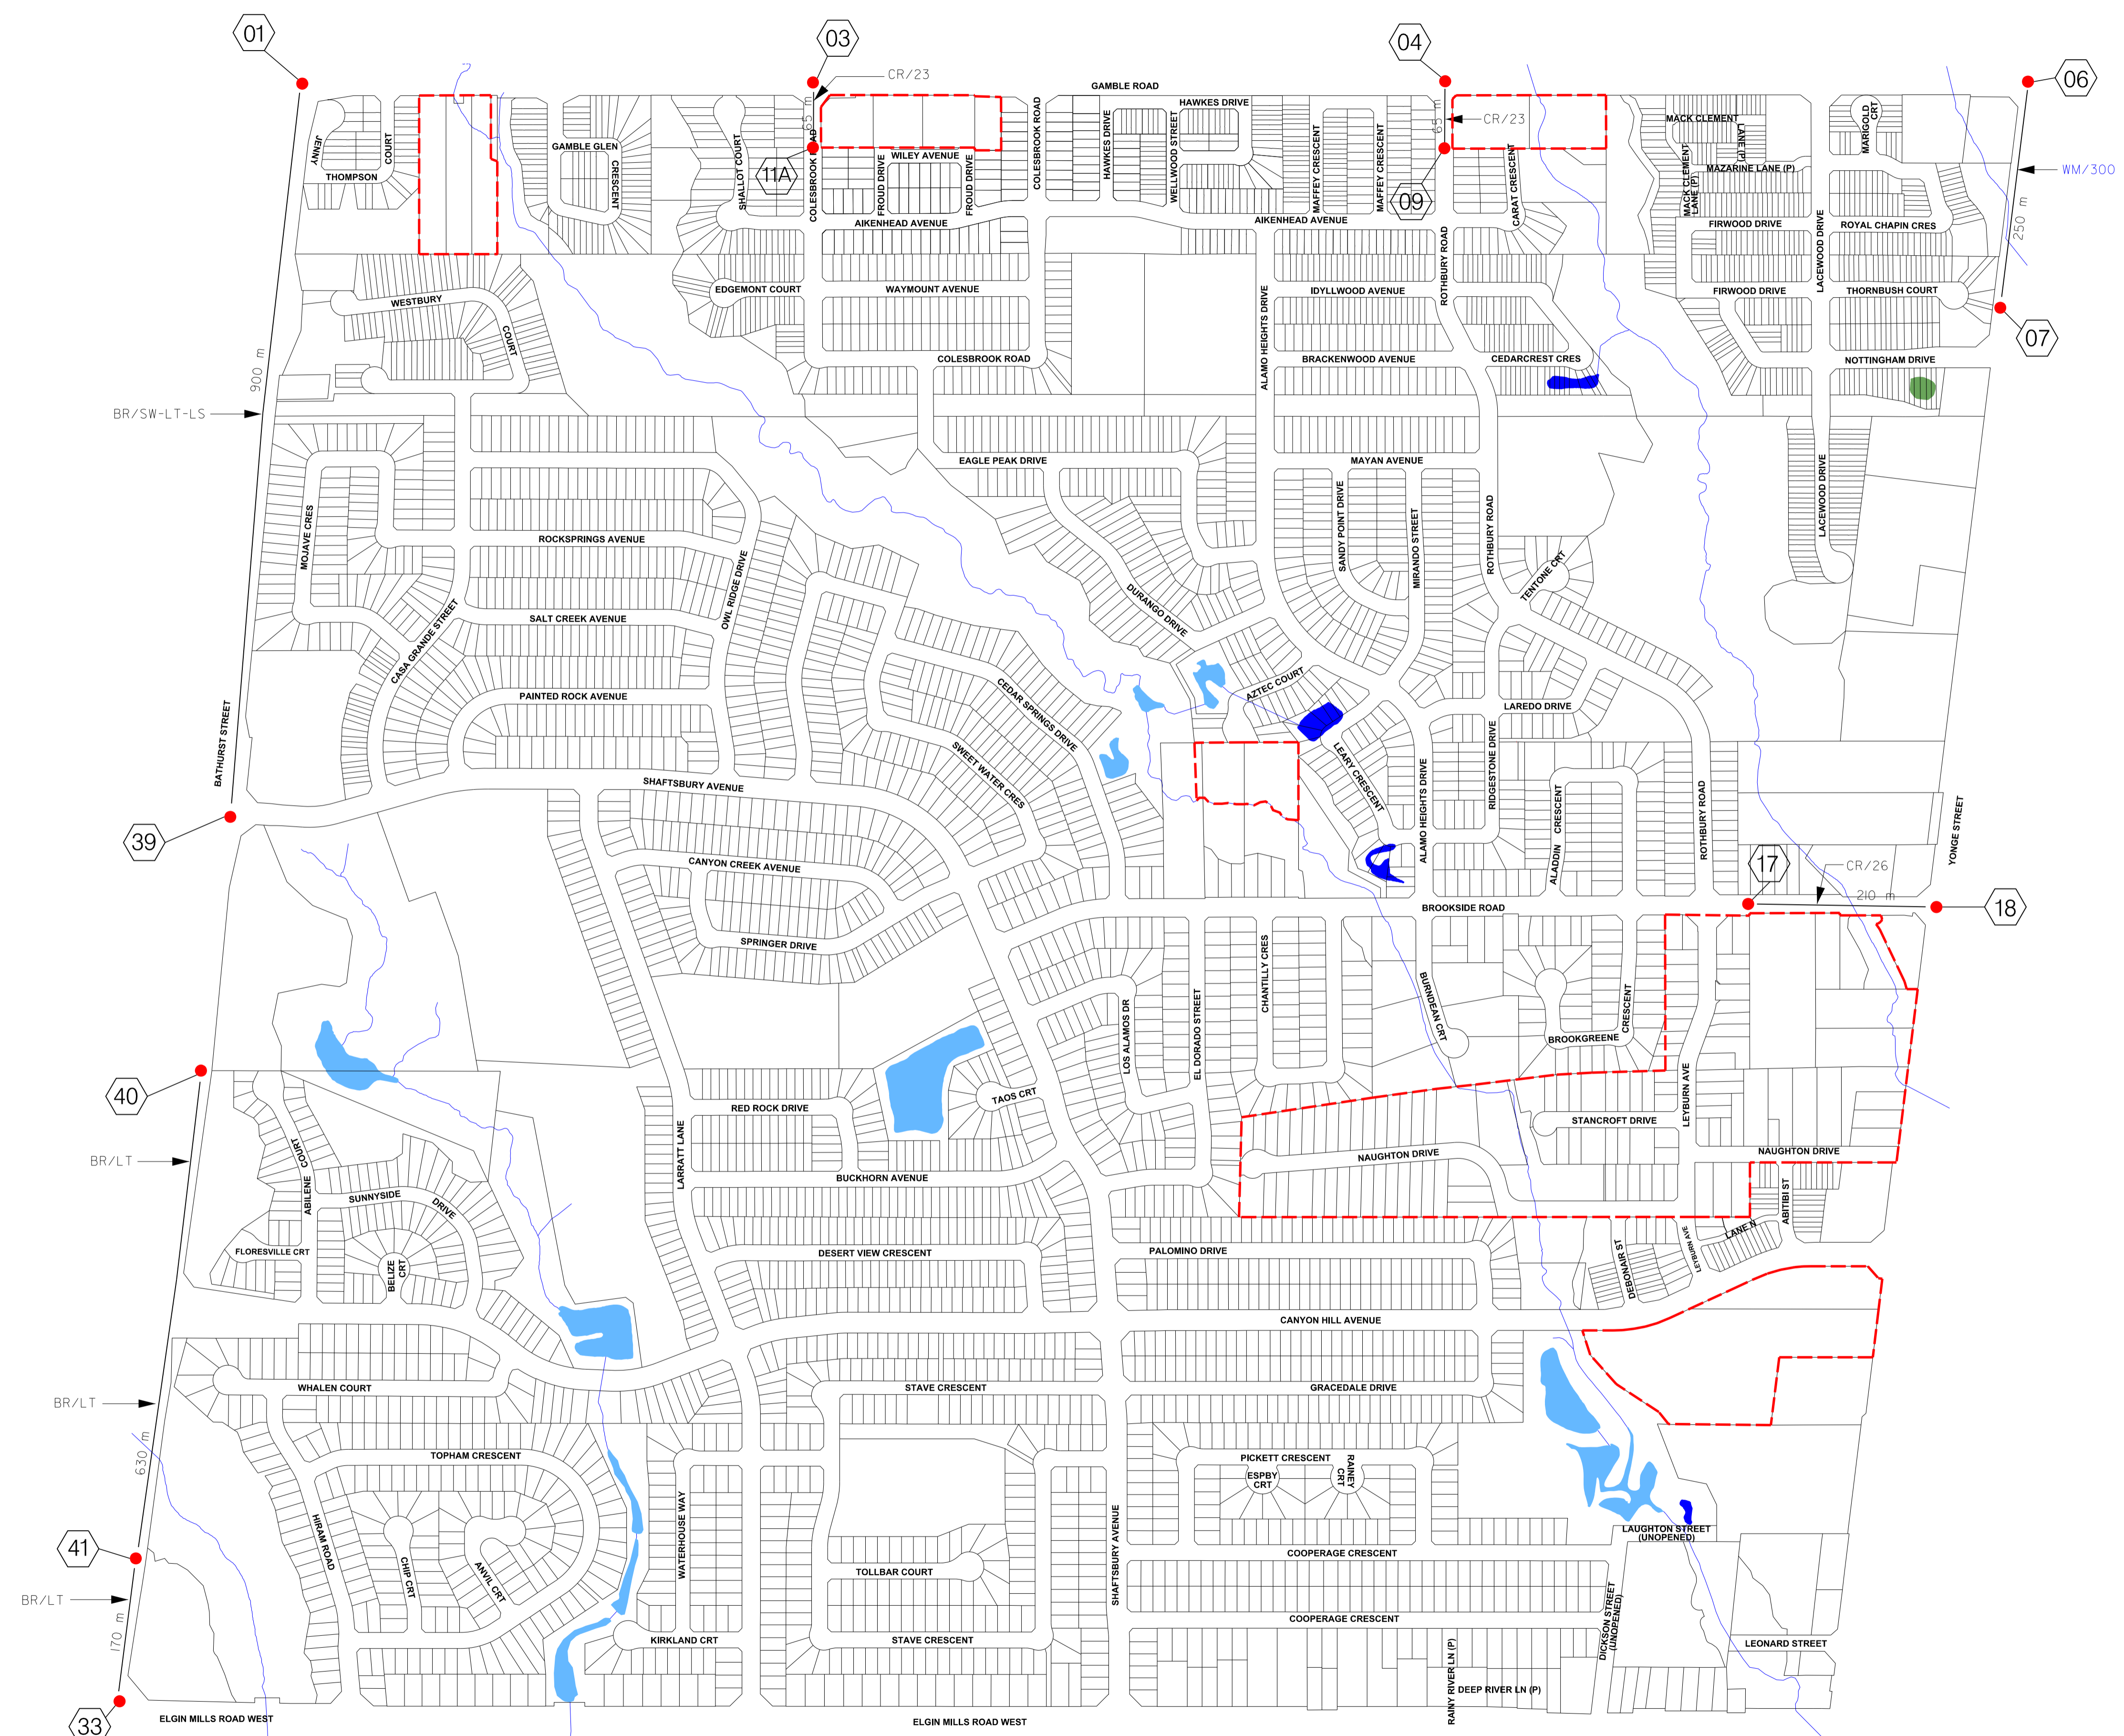 01
03
04
06
CR/23
65 m
GAMBLE ROAD
65 m
CR/23
WM/300
250 m
JENNY
THOMPSON
COURT
GAMBLE GLEN
CRESCENT
SHALLOT COURT
COLESBROOK ROAD
11A
WILEY AVENUE
FROUD DRIVE
FROUD DRIVE
COLESBROOK ROAD
HAWKES DRIVE
HAWKES DRIVE
WELLWOOD STREET
MAFFEY CRESCENT
MAFFEY CRESCENT
09
CARAT CRESCENT
MACK CLEMENT
LANE (P)
MAZARINE LANE (P)
MACK CLEMENT
LANE (P)
MARIGOLD
CRT
AIKENHEAD AVENUE
AIKENHEAD AVENUE
ROTHBURY ROAD
FIRWOOD DRIVE
LACEWOOD DRIVE
ROYAL CHAPIN CRES
WESTBURY
COURT
EDGEMONT COURT
WAYMOUNT AVENUE
ALAMO HEIGHTS DRIVE
IDYLLWOOD AVENUE
FIRWOOD DRIVE
THORNBUSH COURT
07
900 m
COLESBROOK ROAD
BRACKENWOOD AVENUE
CEDARCREST CRES
NOTTINGHAM DRIVE
BR/SW-LT-LS
EAGLE PEAK DRIVE
MAYAN AVENUE
MOJAVE CRES
ROCKSPRINGS AVENUE
SANDY POINT DRIVE
MIRANDO STREET
ROTHBURY ROAD
LACEWOOD DRIVE
OWL RIDGE DRIVE
TENTONE CRT
CASA GRANDE STREET
SALT CREEK AVENUE
DURANGO DRIVE
PAINTED ROCK AVENUE
CEDAR SPRINGS DRIVE
AZTEC COURT
LAREDO DRIVE
BATHURST STREET
SHAFTSBURY AVENUE
SWEET WATER CRES
LEARY CRESCENT
ALAMO HEIGHTS DRIVE
RIDGESTONE DRIVE
ALADDIN CRESCENT
ROTHBURY ROAD
YONGE STREET
39
CANYON CREEK AVENUE
17
CR/26
210 m
18
BROOKSIDE ROAD
SPRINGER DRIVE
LOS ALAMOS DR
EL DORADO STREET
CHANTILLY CRES
BURNDEAN CRT
BROOKGREENE
CRESCENT
40
LARRATT LANE
RED ROCK DRIVE
TAOS CRT
STANCROFT DRIVE
LEYBURN AVE
BR/LT
ABILENE COURT
SUNNYSIDE
DRIVE
BUCKHORN AVENUE
NAUGHTON DRIVE
NAUGHTON DRIVE
ABITIBI ST
FLORESVILLE CRT
BELIZE
CRT
DESERT VIEW CRESCENT
PALOMINO DRIVE
DEBONAIR ST
LEYBURN AVE
LANE N
CANYON HILL AVENUE
WHALEN COURT
STAVE CRESCENT
GRACEDALE DRIVE
BR/LT
630 m
TOPHAM CRESCENT
PICKETT CRESCENT
ESPBY
CRT
RAINEY
CRT
HIRAM ROAD
CHIP CRT
ANVIL CRT
WATERHOUSE WAY
SHAFTSBURY AVENUE
LAUGHTON STREET
(UNOPENED)
41
TOLLBAR COURT
COOPERAGE CRESCENT
BR/LT
170 m
COOPERAGE CRESCENT
DICKSON STREET
(UNOPENED)
KIRKLAND CRT
STAVE CRESCENT
RAINY RIVER LN (P)
DEEP RIVER LN (P)
LEONARD STREET
33
ELGIN MILLS ROAD WEST
ELGIN MILLS ROAD WEST